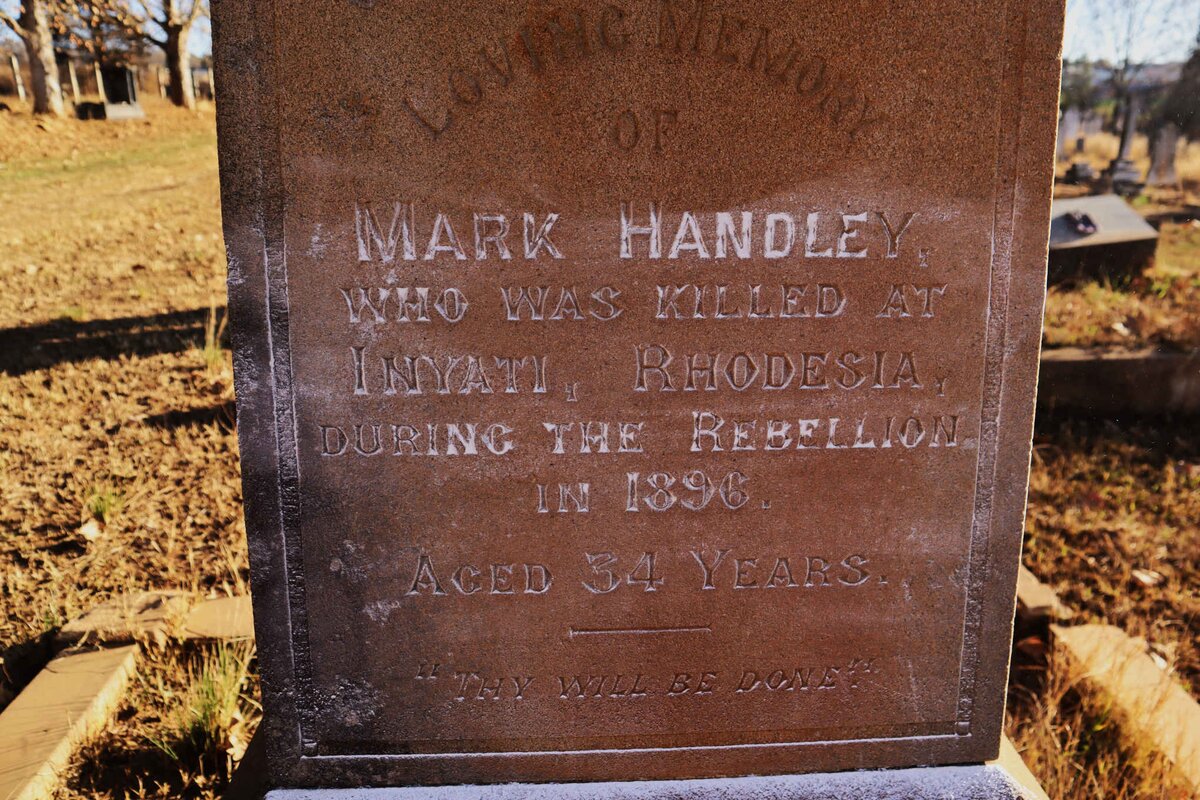 Loving Memory
of
Mark Handley,
who was killed at
Inyati, Rhodesia,
during the Rebellion
in 1896.
Aged 34 Years.
"Thy will be done".